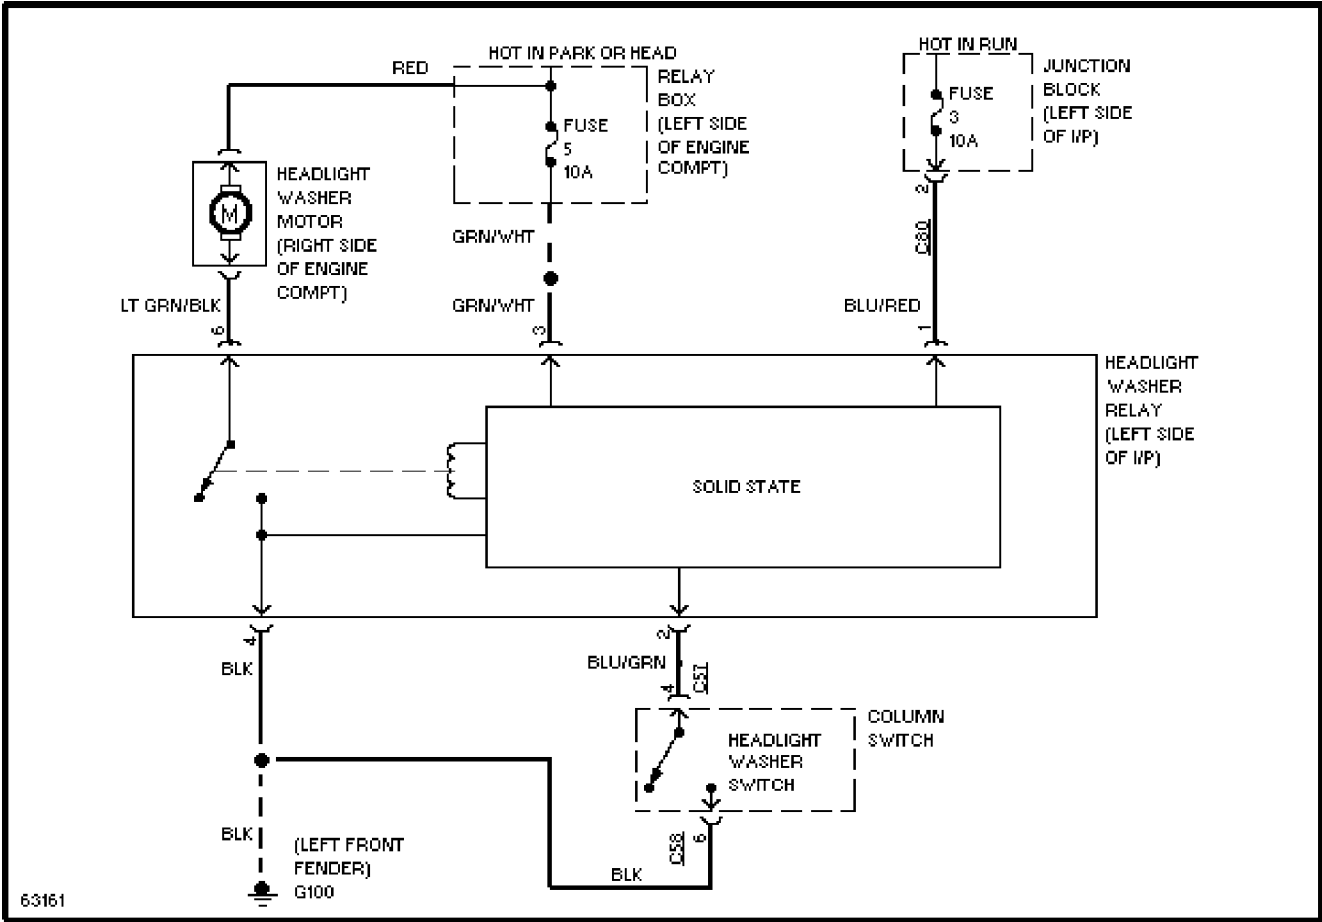 HOT IN PARK OR HEAD
HOT IN RUN
RED
RELAY
BOX
(LEFT SIDE
OF ENGINE
COMPT)
FUSE
5
10A
JUNCTION
BLOCK
(LEFT SIDE
OF I/P)
FUSE
3
10A
HEADLIGHT
WASHER
MOTOR
(RIGHT SIDE
OF ENGINE
COMPT)
M
2
C80
GRN/WHT
LT GRN/BLK
GRN/WHT
BLU/RED
6
3
1
HEADLIGHT
WASHER
RELAY
(LEFT SIDE
OF I/P)
SOLID STATE
4
2
BLK
BLU/GRN
4
C57
COLUMN
SWITCH
HEADLIGHT
WASHER
SWITCH
BLK
(LEFT FRONT
FENDER)
G100
C58
6
BLK
63161